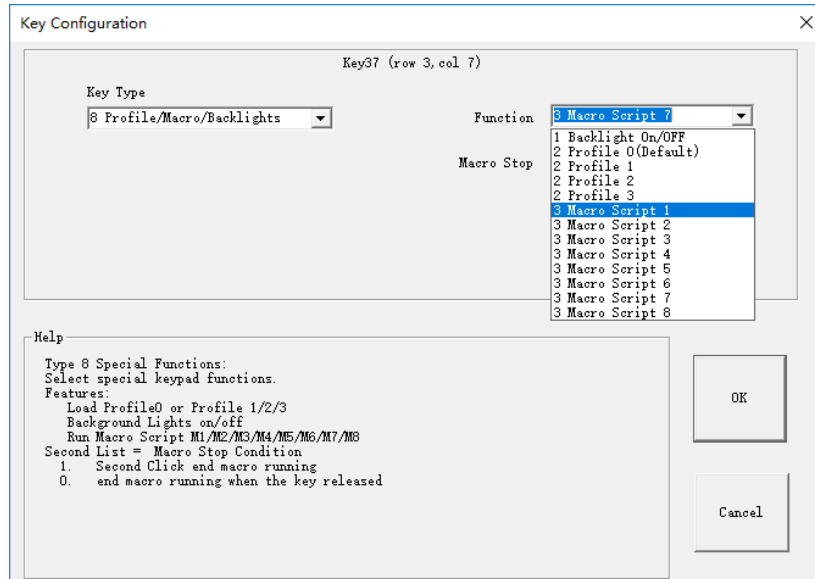 Key Configuration
Key37 (row 3, col 7)
Key Type
8 Profile/Macro/Backlights
Function
3 Macro Script 7
Macro Stop
1 Backlight On/OFF
2 Profile 0(Default)
2 Profile 1
2 Profile 2
2 Profile 3
3 Macro Script 1
3 Macro Script 2
3 Macro Script 3
3 Macro Script 4
3 Macro Script 5
3 Macro Script 6
3 Macro Script 7
3 Macro Script 8
Help
Type 8 Special Functions:
Select special keypad functions.
Features:
Load Profile0 or Profile 1/2/3
Background Lights on/off
Run Macro Script M1/M2/M3/M4/M5/M6/M7/M8
Second List = Macro Stop Condition
1. Second Click end macro running
0. end macro running when the key released
OK
Cancel